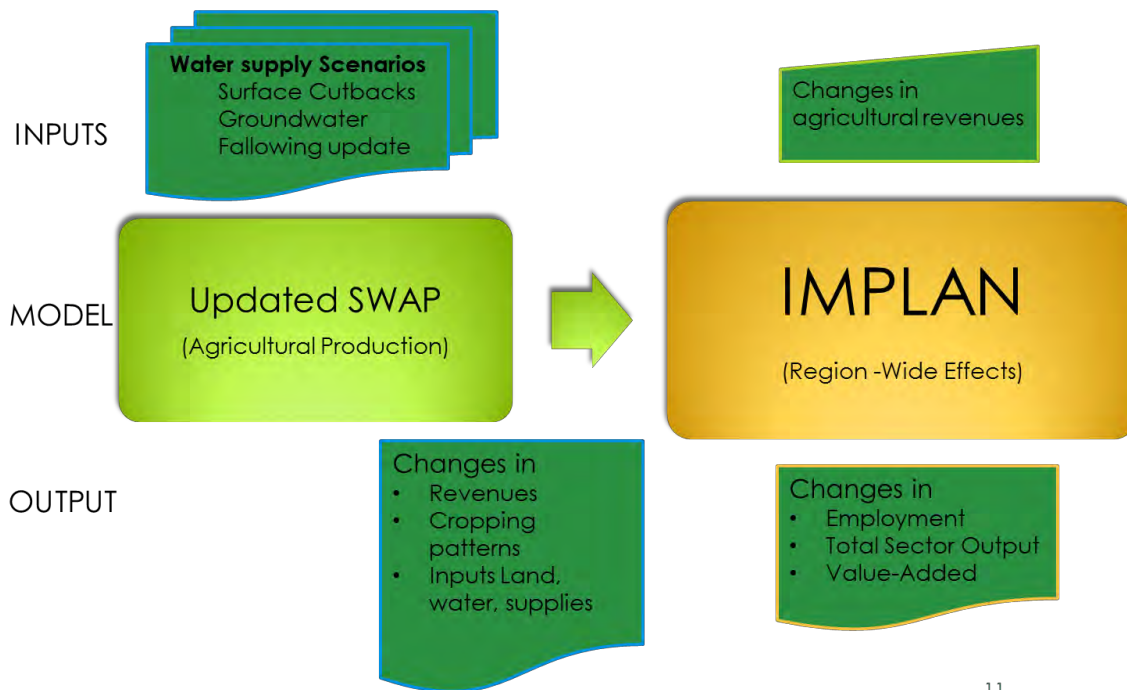 INPUTS
Water supply Scenarios
Surface Cutbacks
Groundwater
Fallowing update
Changes in
agricultural revenues
MODEL
Updated SWAP
(Agricultural Production)
IMPLAN
(Region -Wide Effects)
OUTPUT
Changes in
• Revenues
• Cropping
patterns
• Inputs Land,
water, supplies
Changes in
• Employment
• Total Sector Output
• Value-Added
11